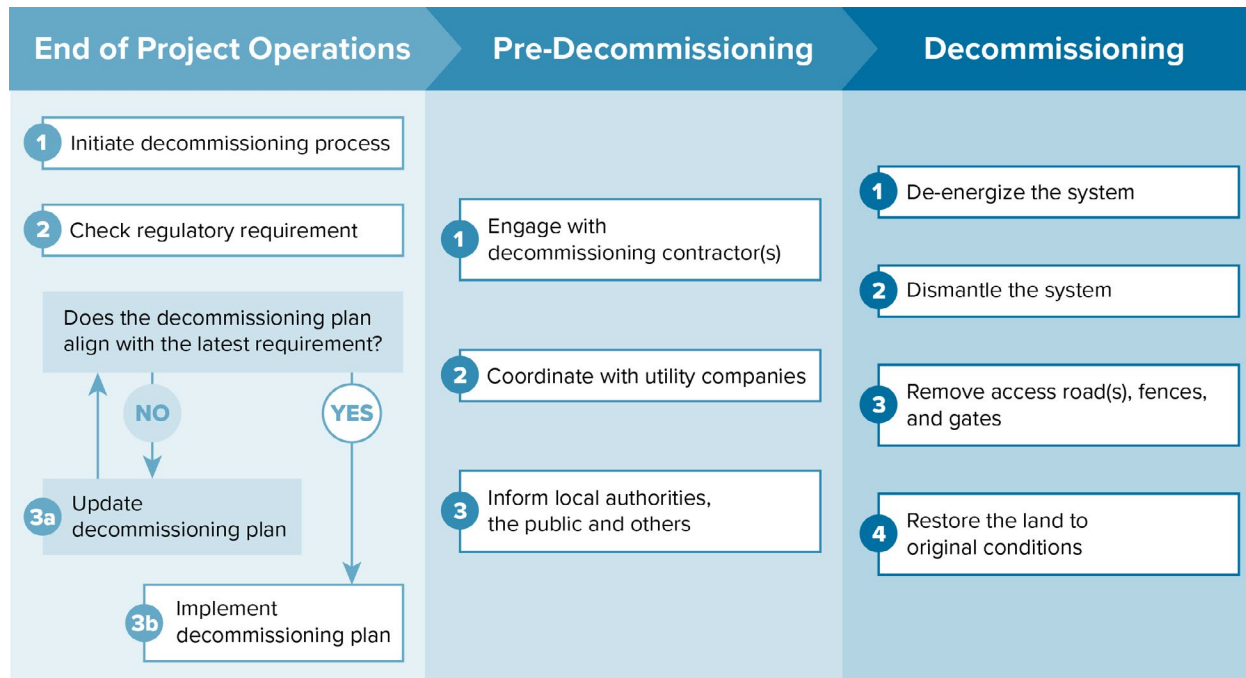 End of Project Operations
Pre-Decommissioning
Decommissioning
1 Initiate decommissioning process
2 Check regulatory requirement
Does the decommissioning plan
align with the latest requirement?
NO
YES
3a Update
decommissioning plan
3b Implement
decommissioning plan
1 Engage with
decommissioning contractor(s)
2 Coordinate with utility companies
3 Inform local authorities,
the public and others
1 De-energize the system
2 Dismantle the system
3 Remove access road(s), fences,
and gates
4 Restore the land to
original conditions